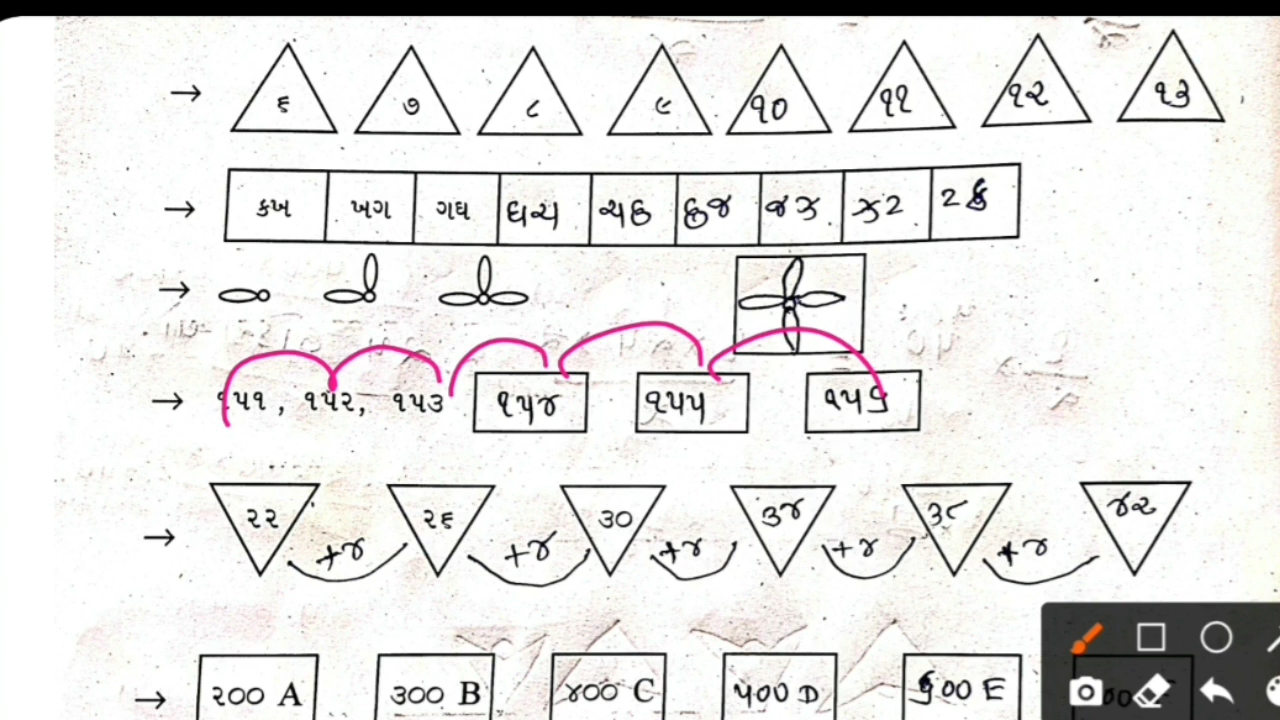 → ૬ ૭ ૮ ૯ ૧૦ ૧૧ ૧૨ ૧૩
→ કખ ખગ ગઘ ઘચ ચછ છજ જઝ ઝટ ટઠ
→
→ ૧૫૧, ૧૫૨, ૧૫૩ ૧૫૪ ૧૫૫ ૧૫૬
→ ૨૨ ૨૬ ૩૦ ૩૪ ૩૮ ૪૨
+૪ +૪ +૪ +૪ +૪
→ ૨૦૦ A ૩૦૦ B ૪૦૦ C ૫૦૦ D ૬૦૦ E